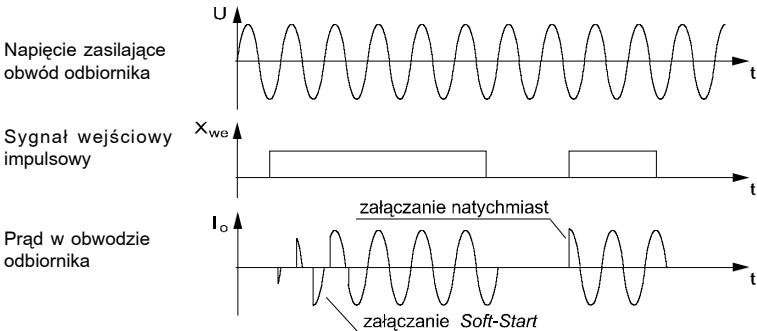 U
Napięcie zasilające
obwód odbiornika
t
Sygnał wejściowy
impulsowy
Xwe
t
załączanie natychmiast
Io
Prąd w obwodzie
odbiornika
t
załączanie Soft-Start